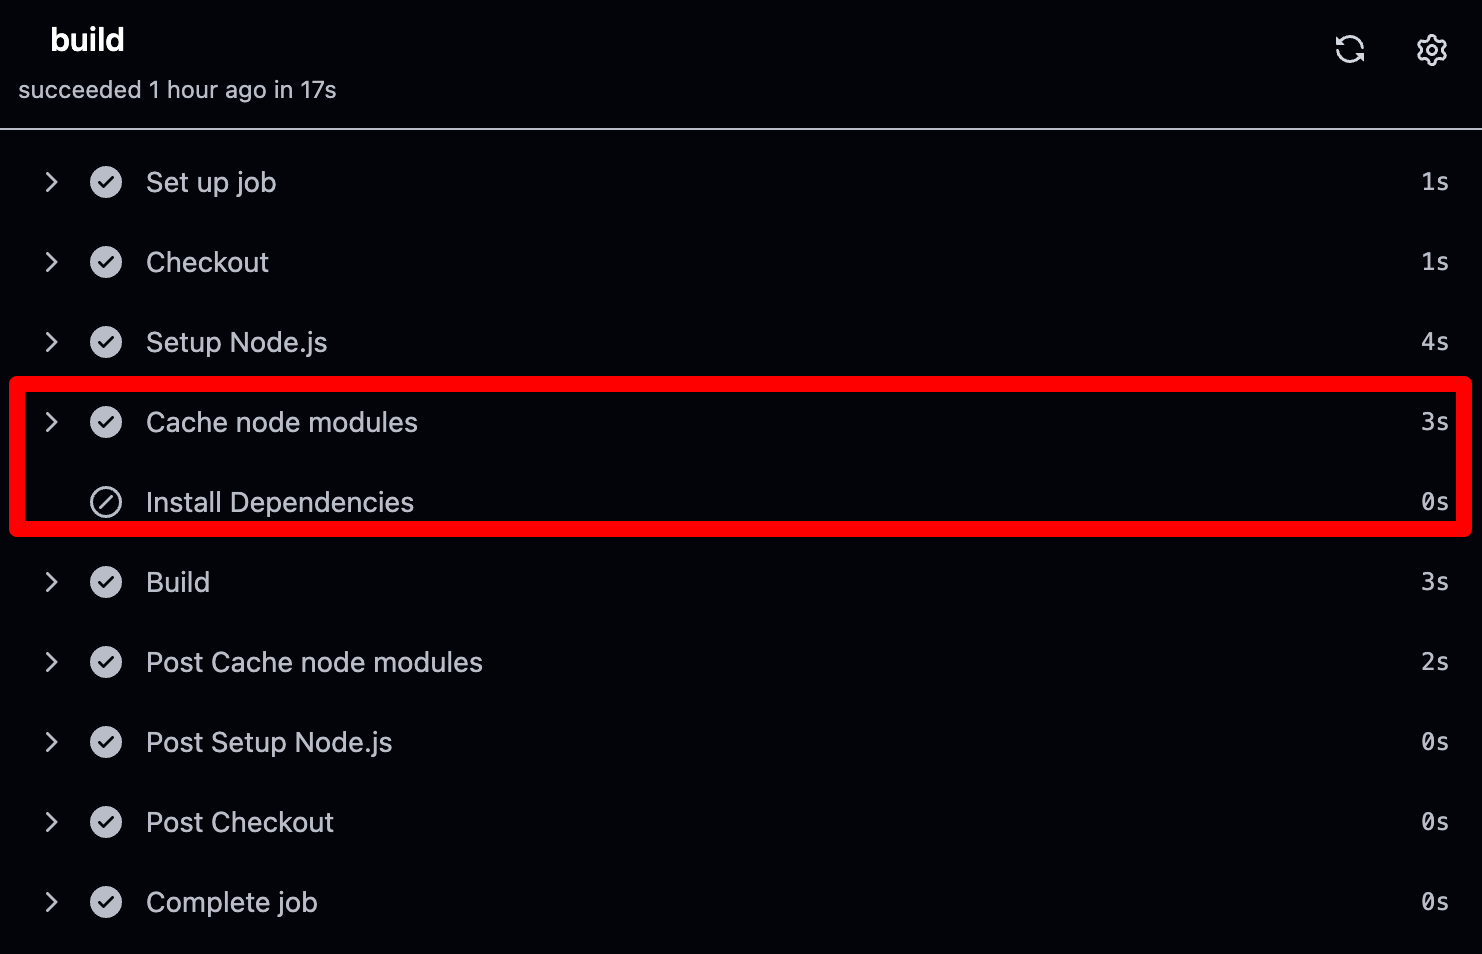 build
succeeded 1 hour ago in 17s
Set up job 1s
Checkout 1s
Setup Node.js 4s
Cache node modules 3s
Install Dependencies 0s
Build 3s
Post Cache node modules 2s
Post Setup Node.js 0s
Post Checkout 0s
Complete job 0s